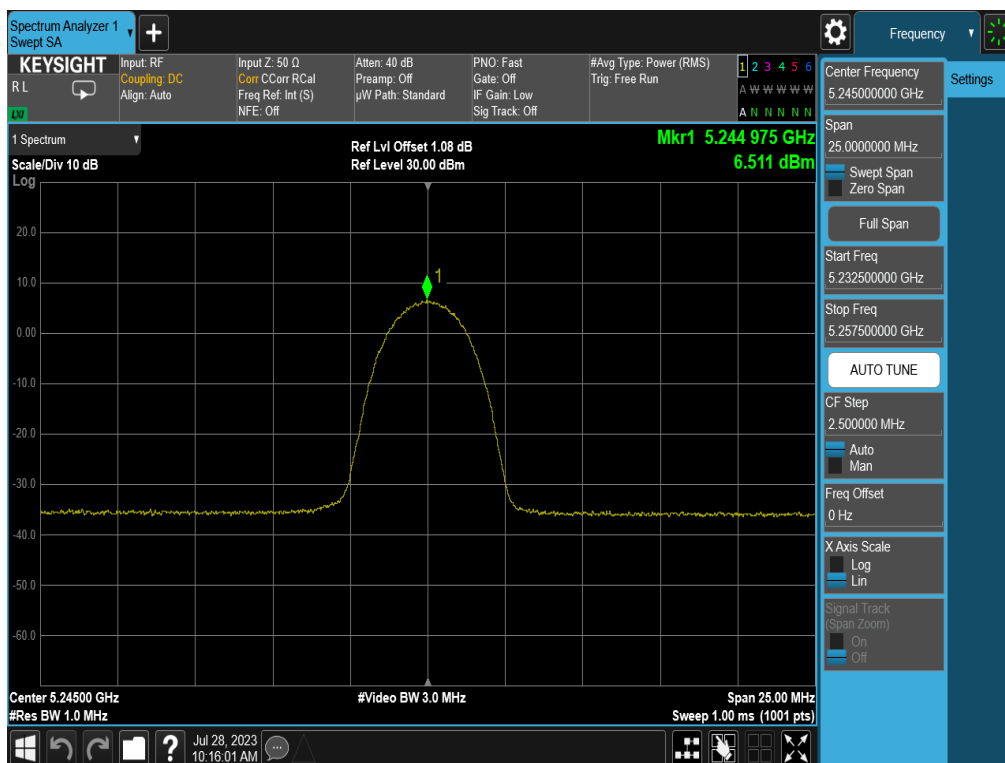 Spectrum Analyzer 1
Swept SA
Frequency
KEYSIGHT
R L
LXI
Input: RF
Coupling: DC
Align: Auto
Input Z: 50 Ω
Corr CCorr RCal
Freq Ref: Int (S)
NFE: Off
Atten: 40 dB
Preamp: Off
µW Path: Standard
PNO: Fast
Gate: Off
IF Gain: Low
Sig Track: Off
#Avg Type: Power (RMS)
Trig: Free Run
1 2 3 4 5 6
A W W W W W
A N N N N N
1 Spectrum
Scale/Div 10 dB
Log
Ref Lvl Offset 1.08 dB
Ref Level 30.00 dBm
Mkr1 5.244 975 GHz
6.511 dBm
1
20.0
10.0
0.00
-10.0
-20.0
-30.0
-40.0
-50.0
-60.0
Center 5.24500 GHz
#Res BW 1.0 MHz
#Video BW 3.0 MHz
Span 25.00 MHz
Sweep 1.00 ms (1001 pts)
Jul 28, 2023
10:16:01 AM
Center Frequency
5.245000000 GHz
Settings
Span
25.0000000 MHz
Swept Span
Zero Span
Full Span
Start Freq
5.232500000 GHz
Stop Freq
5.257500000 GHz
AUTO TUNE
CF Step
2.500000 MHz
Auto
Man
Freq Offset
0 Hz
X Axis Scale
Log
Lin
Signal Track
(Span Zoom)
On
Off